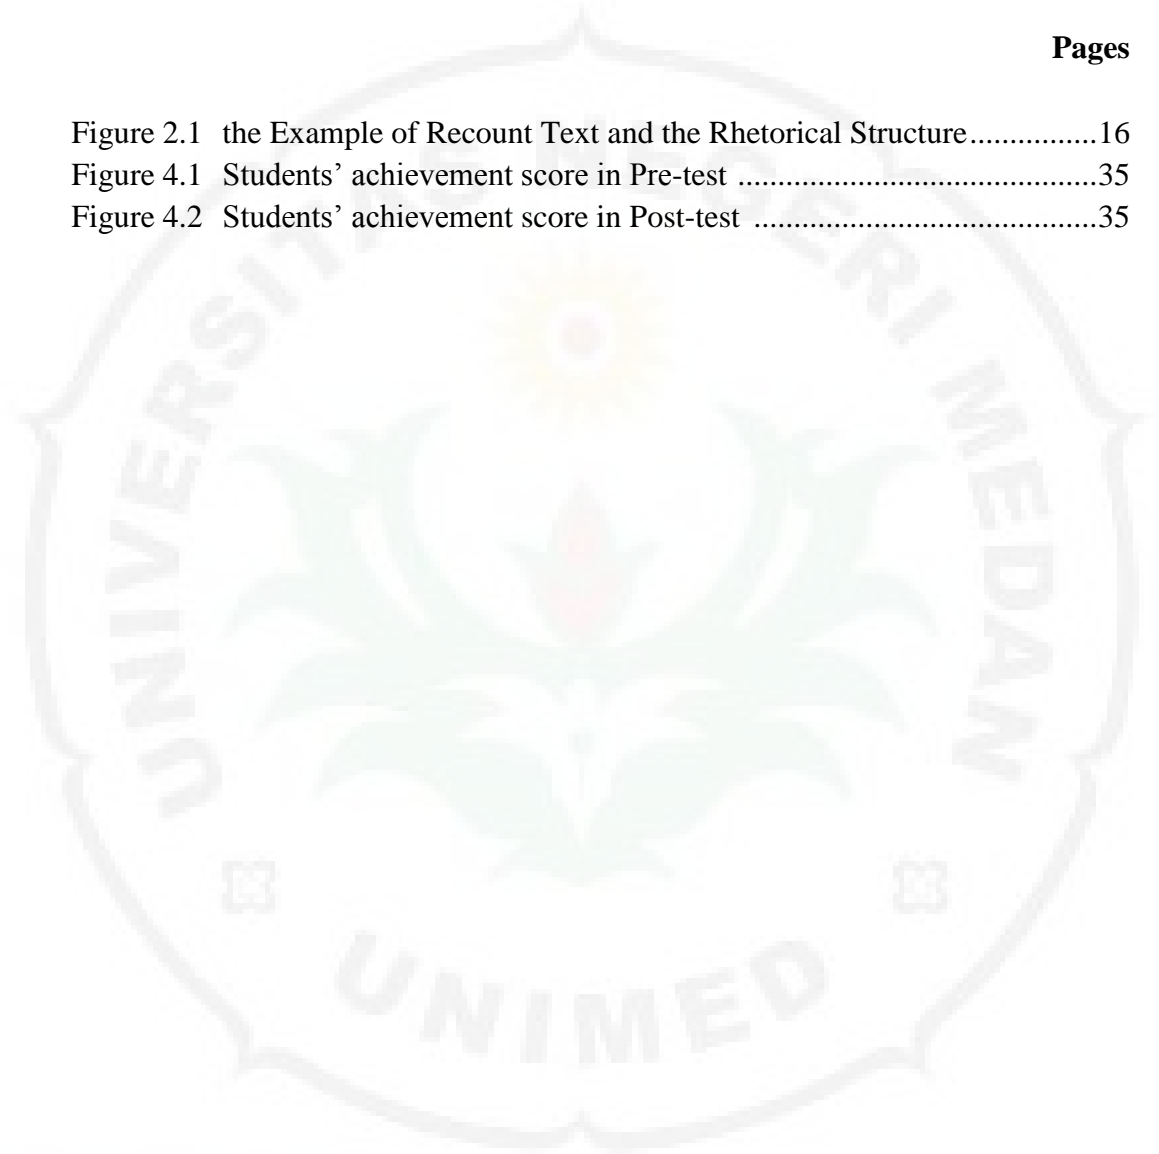 Pages
Figure 2.1 the Example of Recount Text and the Rhetorical Structure...............16
Figure 4.1 Students’ achievement score in Pre-test .......................................35
Figure 4.2 Students’ achievement score in Post-test .....................................35
UNIVERSITAS NEGERI MEDAN
UNIMED